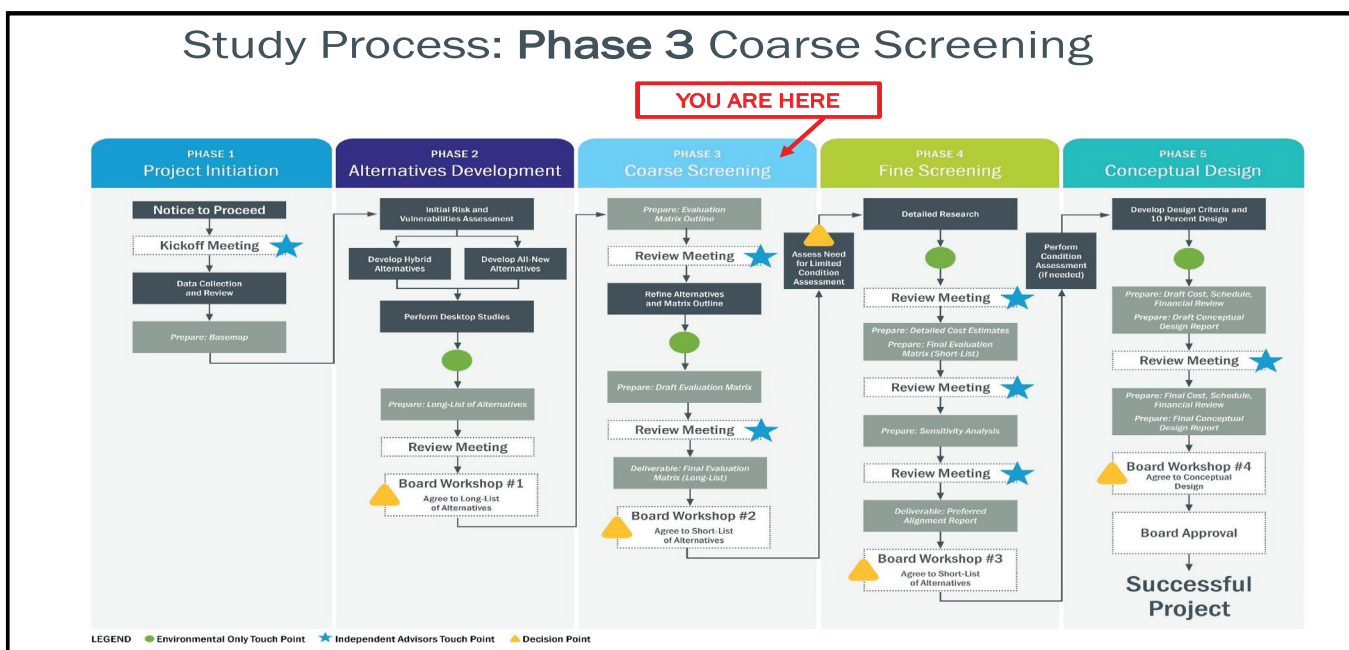 Study Process: Phase 3 Coarse Screening
YOU ARE HERE
PHASE 1
Project Initiation
Notice to Proceed
Kickoff Meeting
Data Collection
and Review
Prepare: Basemap
PHASE 2
Alternatives Development
Initial Risk and
Vulnerabilities Assessment
Develop Hybrid
Alternatives
Develop All-New
Alternatives
Perform Desktop Studies
Prepare: Long-List of Alternatives
Review Meeting
Board Workshop #1
Agree to Long-List
of Alternatives
PHASE 3
Coarse Screening
Prepare: Evaluation
Matrix Outline
Review Meeting
Refine Alternatives
and Matrix Outline
Prepare: Draft Evaluation Matrix
Review Meeting
Deliverable: Final Evaluation
Matrix (Long-List)
Board Workshop #2
Agree to Short-List
of Alternatives
Assess Need
for Limited
Condition
Assessment
PHASE 4
Fine Screening
Detailed Research
Review Meeting
Prepare: Detailed Cost Estimates
Prepare: Final Evaluation
Matrix (Short-List)
Review Meeting
Prepare: Sensitivity Analysis
Review Meeting
Deliverable: Preferred
Alignment Report
Board Workshop #3
Agree to Short-List
of Alternatives
Perform
Condition
Assessment
(if needed)
PHASE 5
Conceptual Design
Develop Design Criteria and
10 Percent Design
Prepare: Draft Cost, Schedule,
Financial Review
Prepare: Draft Conceptual
Design Report
Review Meeting
Prepare: Final Cost, Schedule,
Financial Review
Prepare: Final Conceptual
Design Report
Board Workshop #4
Agree to Conceptual
Design
Board Approval
Successful
Project
LEGEND Environmental Only Touch Point Independent Advisors Touch Point Decision Point